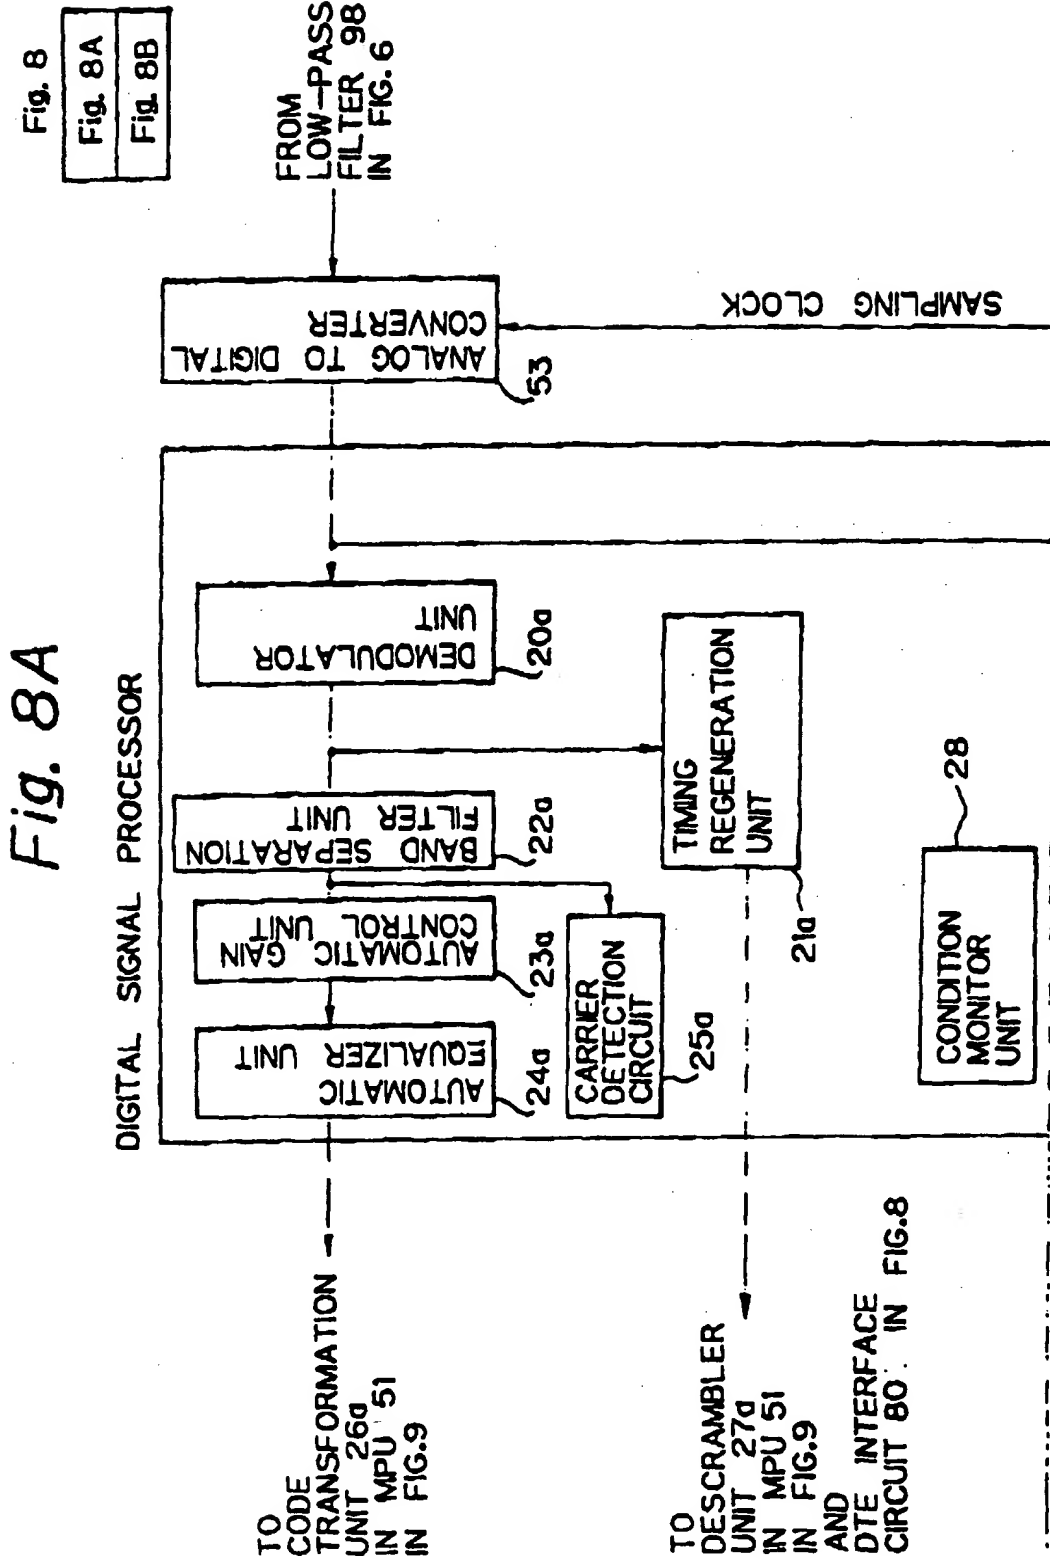 Fig. 8
Fig. 8A
Fig. 8B
Fig. 8A
DIGITAL SIGNAL PROCESSOR
FROM
LOW-PASS
FILTER 98
IN FIG. 6
ANALOG TO DIGITAL
CONVERTER
53
SAMPLING CLOCK
DEMODULATOR
UNIT
20a
BAND SEPARATION
FILTER UNIT
22a
AUTOMATIC GAIN
CONTROL UNIT
23a
AUTOMATIC
EQUALIZER UNIT
24a
CARRIER
DETECTION
CIRCUIT
25a
TIMING
REGENERATION
UNIT
21a
CONDITION
MONITOR
UNIT
28
TO
CODE
TRANSFORMATION
UNIT 26a
IN MPU 51
IN FIG.9
TO
DESCRAMBLER
UNIT 27a
IN MPU 51
IN FIG.9
AND
DTE INTERFACE
CIRCUIT 80. IN FIG.8